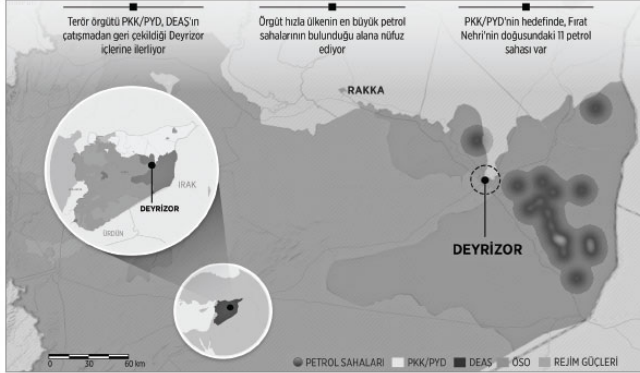 Terör örgütü PKK/PYD, DEAŞ'ın
çatışmadan geri çekildiği Deyrizor
içlerine ilerliyor
Örgüt hızla ülkenin en büyük petrol
sahalarının bulunduğu alana nüfuz
ediyor
PKK/PYD'nin hedefinde, Fırat
Nehri'nin doğusundaki 11 petrol
sahası var
RAKKA
IRAK
DEYRİZOR
ÜRDÜN
DEYRİZOR
0 30 60 km
PETROL SAHALARI PKK/PYD DEAŞ ÖSO REJİM GÜÇLERİ